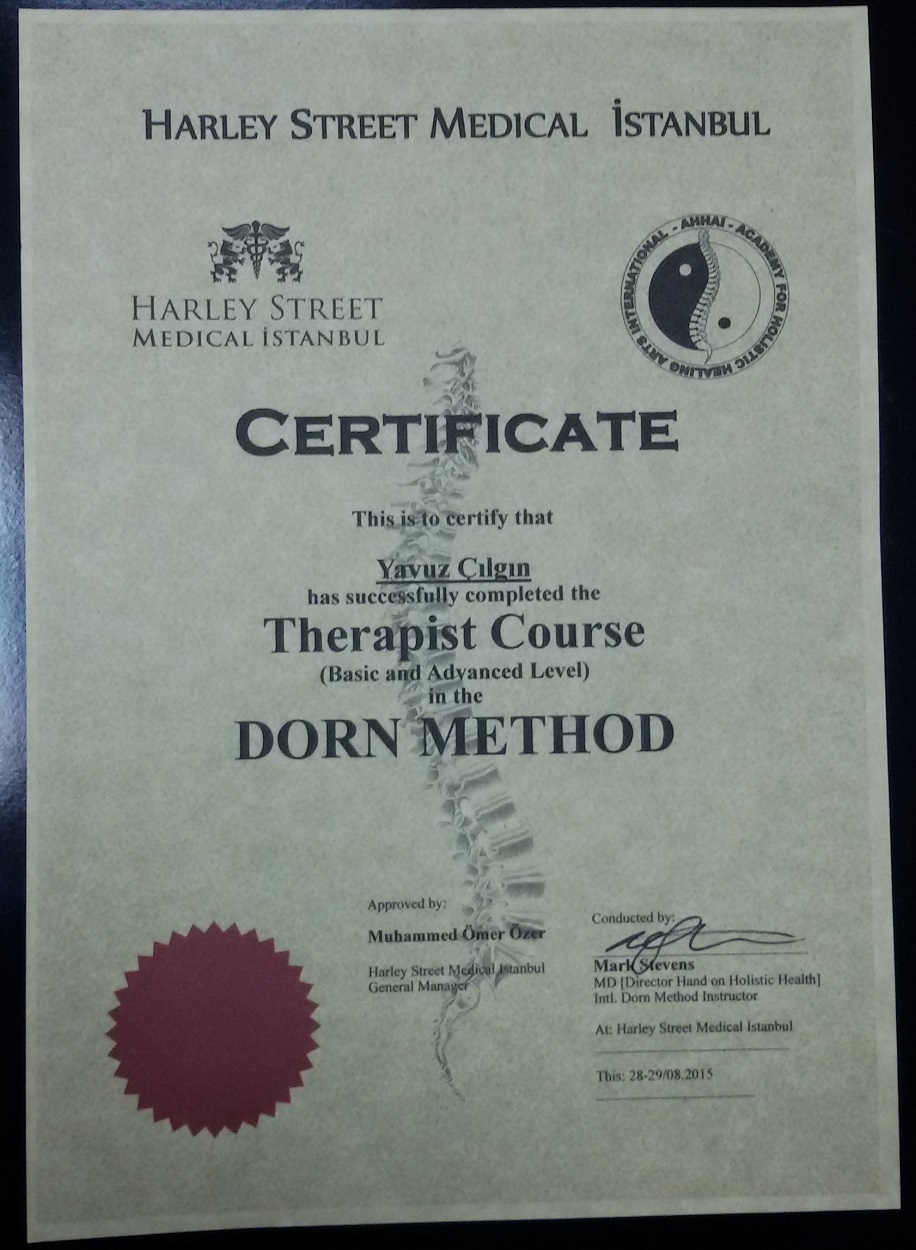 HARLEY STREET MEDICAL İSTANBUL
HARLEY STREET
MEDICAL İSTANBUL
INTERNATIONAL - AHHAI - ACADEMY FOR HOLISTIC HEALING ARTS
CERTIFICATE
This is to certify that
Yavuz Çılgın
has successfully completed the
Therapist Course
(Basic and Advanced Level)
in the
DORN METHOD
Approved by:
Muhammed Ömer Özer
Harley Street Medical İstanbul
General Manager
Conducted by:
Mark Stevens
MD [Director Hand on Holistic Health]
Intl. Dorn Method Instructor
At: Harley Street Medical İstanbul
This: 28-29/08.2015